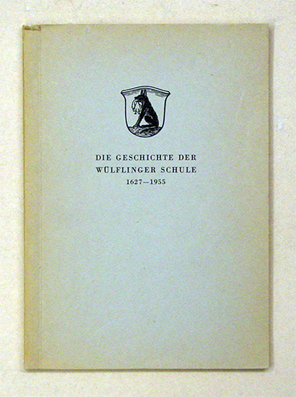 DIE GESCHICHTE DER
WÜLFLINGER SCHULE
1627—1955